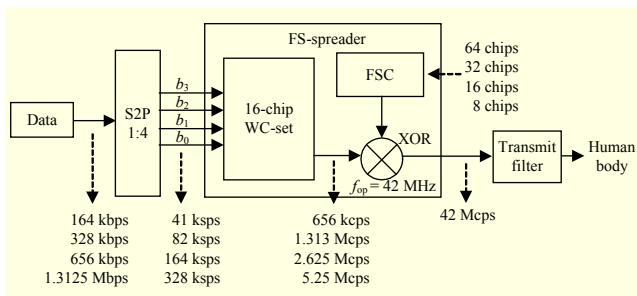 FS-spreader
64 chips
32 chips
16 chips
8 chips
FSC
Data
S2P
1:4
b3
b2
b1
b0
16-chip
WC-set
XOR
fop = 42 MHz
Transmit
filter
Human
body
164 kbps
328 kbps
656 kbps
1.3125 Mbps
41 ksps
82 ksps
164 ksps
328 ksps
656 kcps
1.313 Mcps
2.625 Mcps
5.25 Mcps
42 Mcps